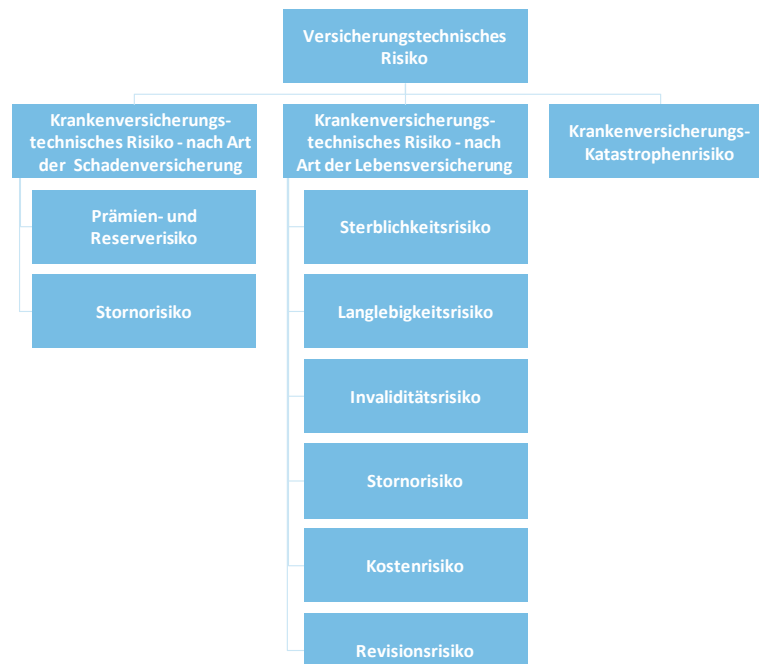 Versicherungstechnisches
Risiko
Krankenversicherungs-
technisches Risiko - nach Art
der Schadenversicherung
Prämien- und
Reserverisiko
Stornorisiko
Krankenversicherungs-
technisches Risiko - nach
Art der Lebensversicherung
Sterblichkeitsrisiko
Langlebigkeitsrisiko
Invaliditätsrisiko
Stornorisiko
Kostenrisiko
Revisionsrisiko
Krankenversicherungs-
Katastrophenrisiko